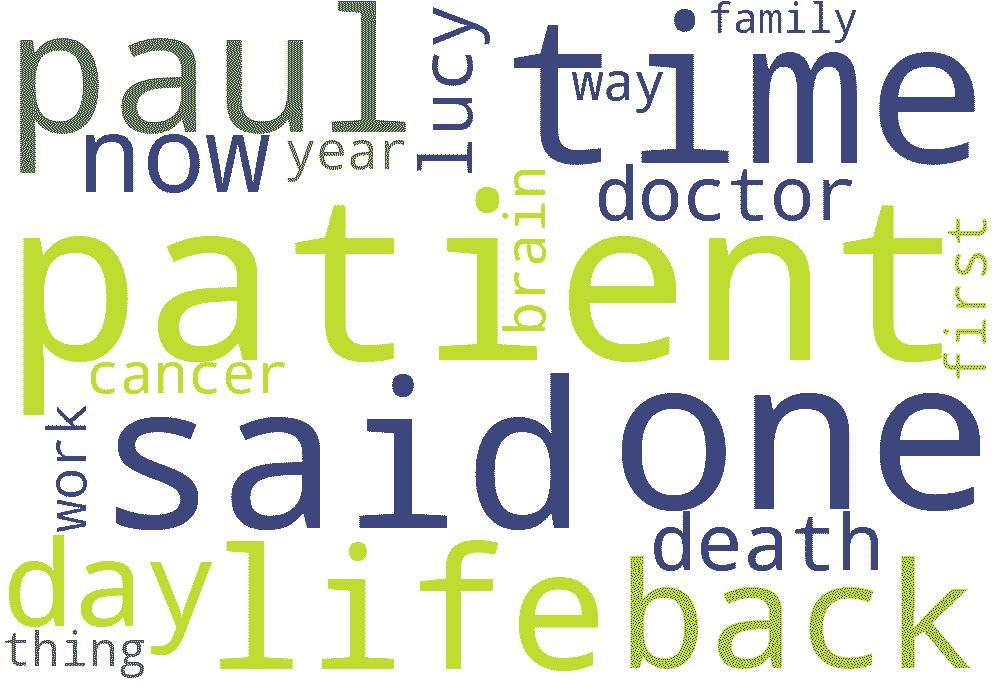 paul
lucy
time
family
way
now
year
doctor
patient
brain
first
cancer
said
one
work
death
day
life
back
thing